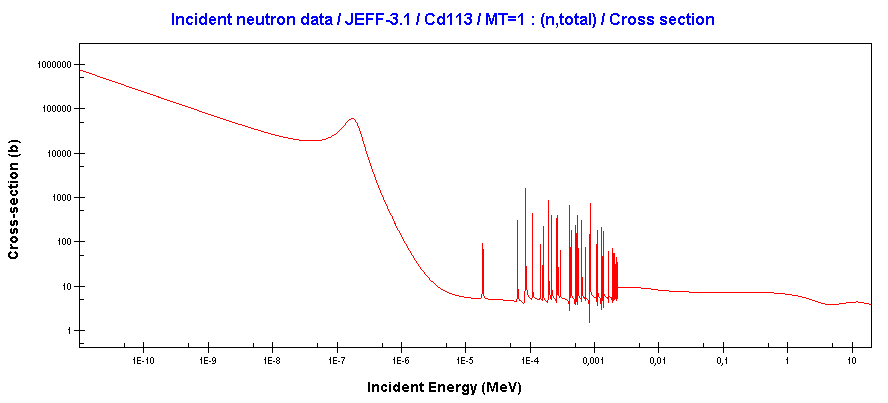 Incident neutron data / JEFF-3.1 / Cd113 / MT=1 : (n,total) / Cross section
1000000
100000
10000
1000
100
10
1
Cross-section (b)
1E-10 1E-9 1E-8 1E-7 1E-6 1E-5 1E-4 0,001 0,01 0,1 1 10
Incident Energy (MeV)